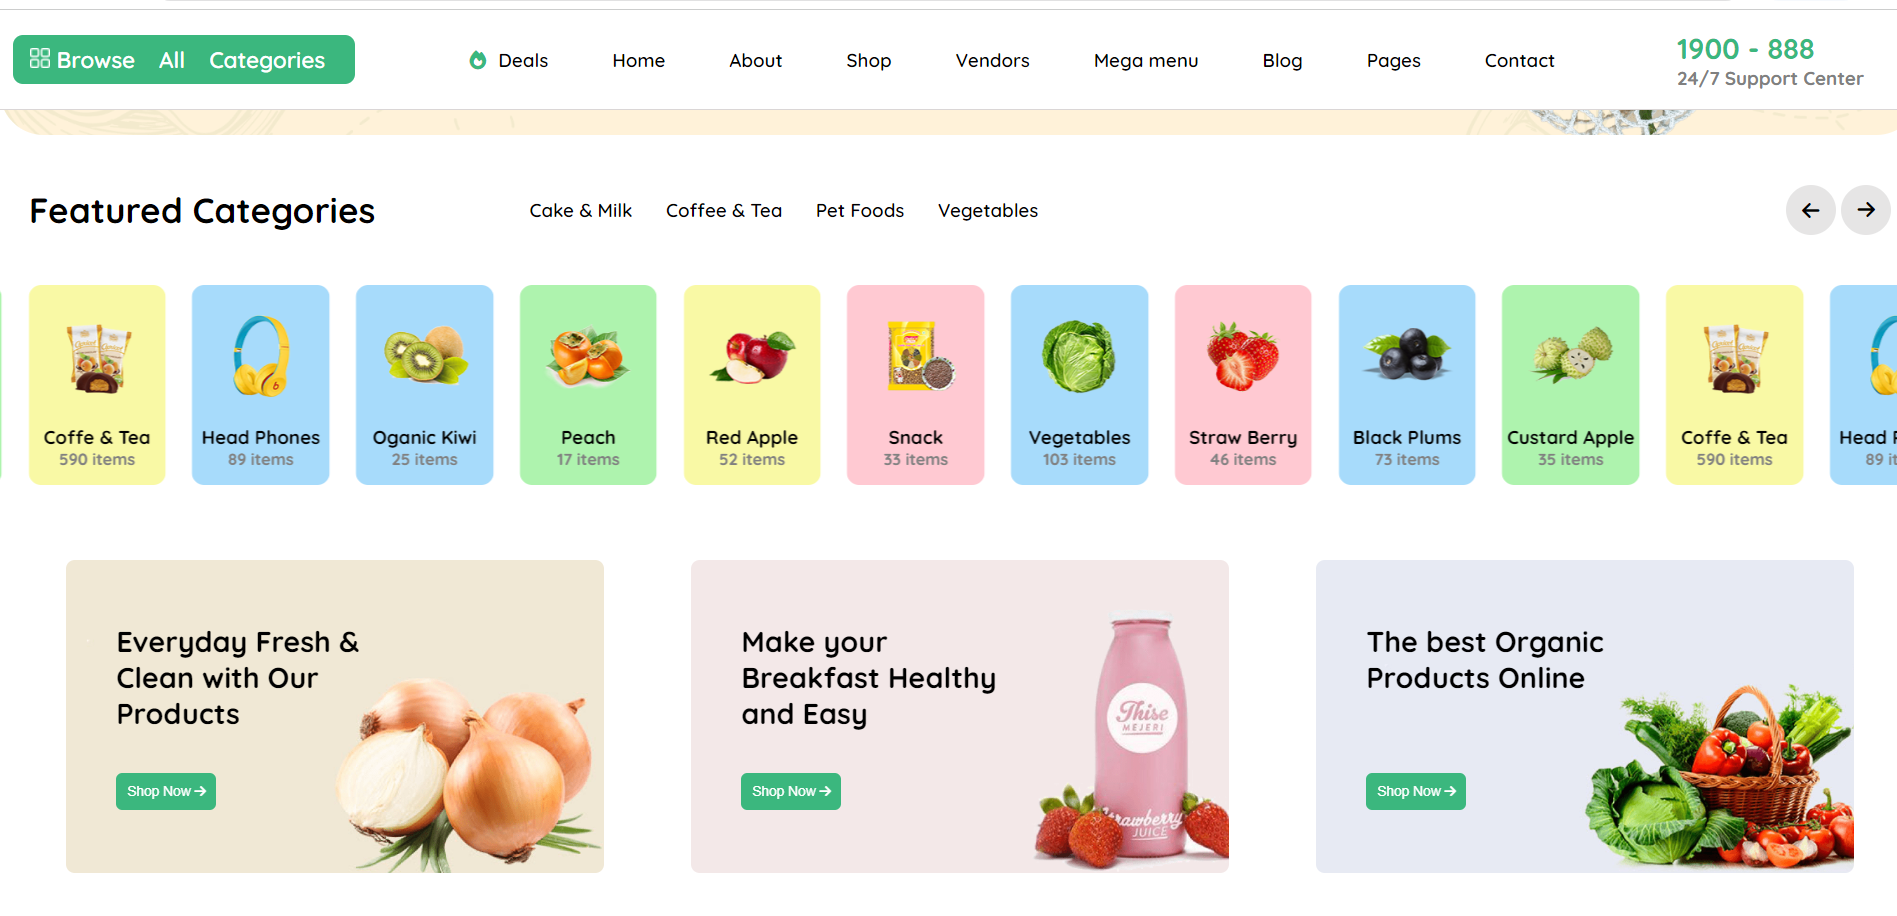 Browse All Categories
Deals
Home
About
Shop
Vendors
Mega menu
Blog
Pages
Contact
1900 - 888
24/7 Support Center
Featured Categories
Cake & Milk
Coffee & Tea
Pet Foods
Vegetables
Coffe & Tea
590 items
Head Phones
89 items
Oganic Kiwi
25 items
Peach
17 items
Red Apple
52 items
Snack
33 items
Vegetables
103 items
Straw Berry
46 items
Black Plums
73 items
Custard Apple
35 items
Coffe & Tea
590 items
Head
89
Everyday Fresh &
Clean with Our
Products
Shop Now
Make your
Breakfast Healthy
and Easy
Shop Now
Thise
MEJERI
Strawberry
JUICE
The best Organic
Products Online
Shop Now